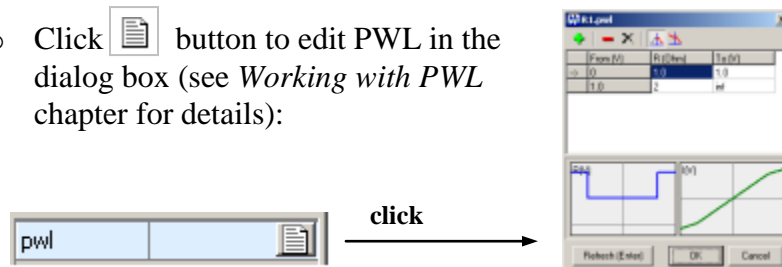 Click button to edit PWL in the
dialog box (see Working with PWL
chapter for details):
R1.pwl
From (V) R (Ohm) To (V)
0 1.0 1.0
1.0 2 inf
R(V) I(V)
click
pwl
Refresh (Enter) OK Cancel